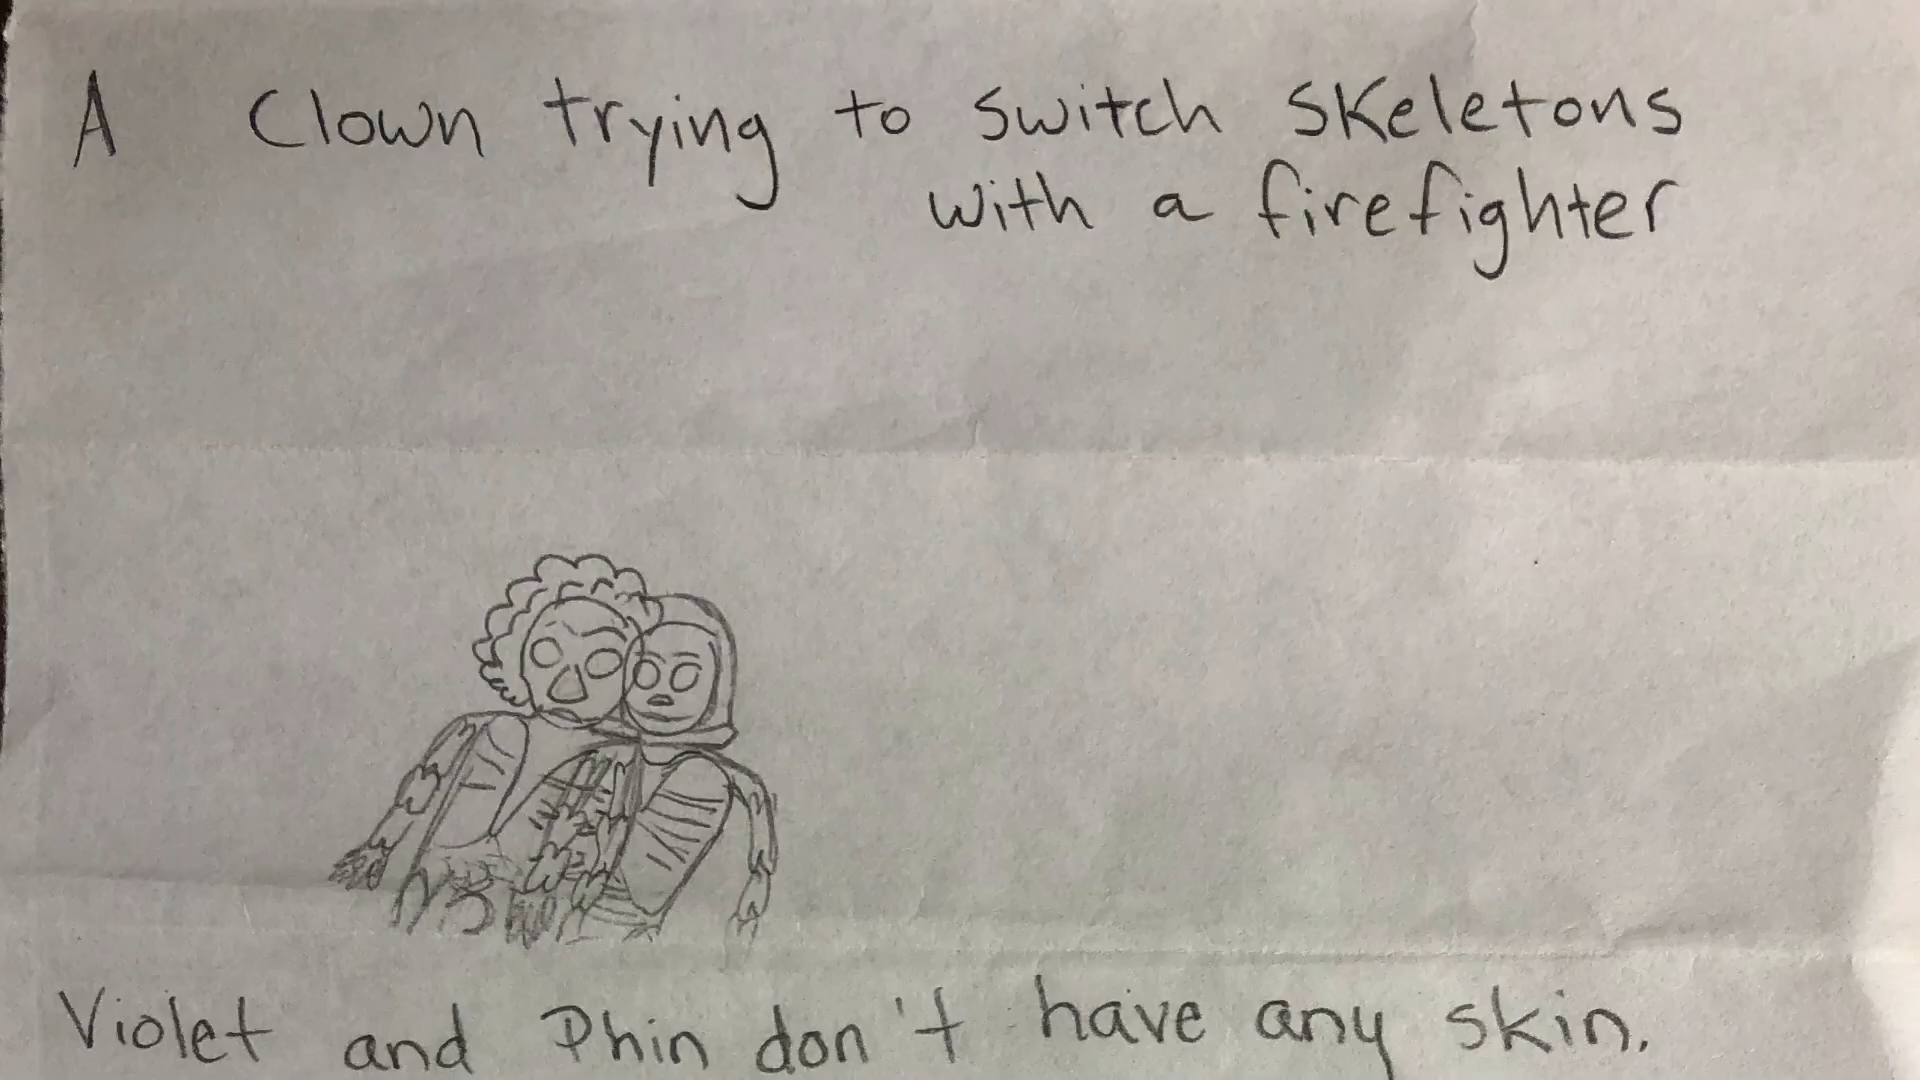 A Clown trying to switch skeletons
with a firefighter
Violet and Phin don't have any skin.